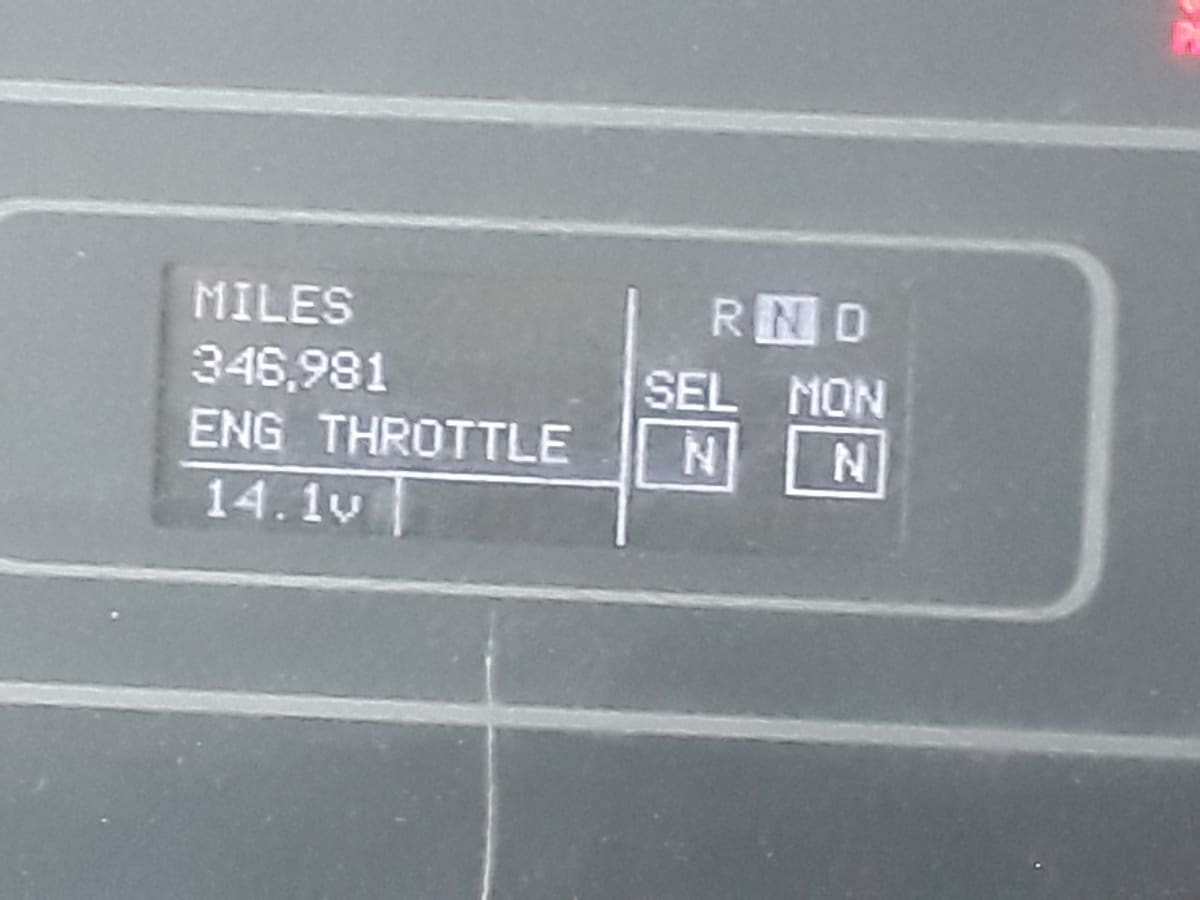 MILES
346,981
ENG THROTTLE
14.1v
R N D
SEL MON
N N